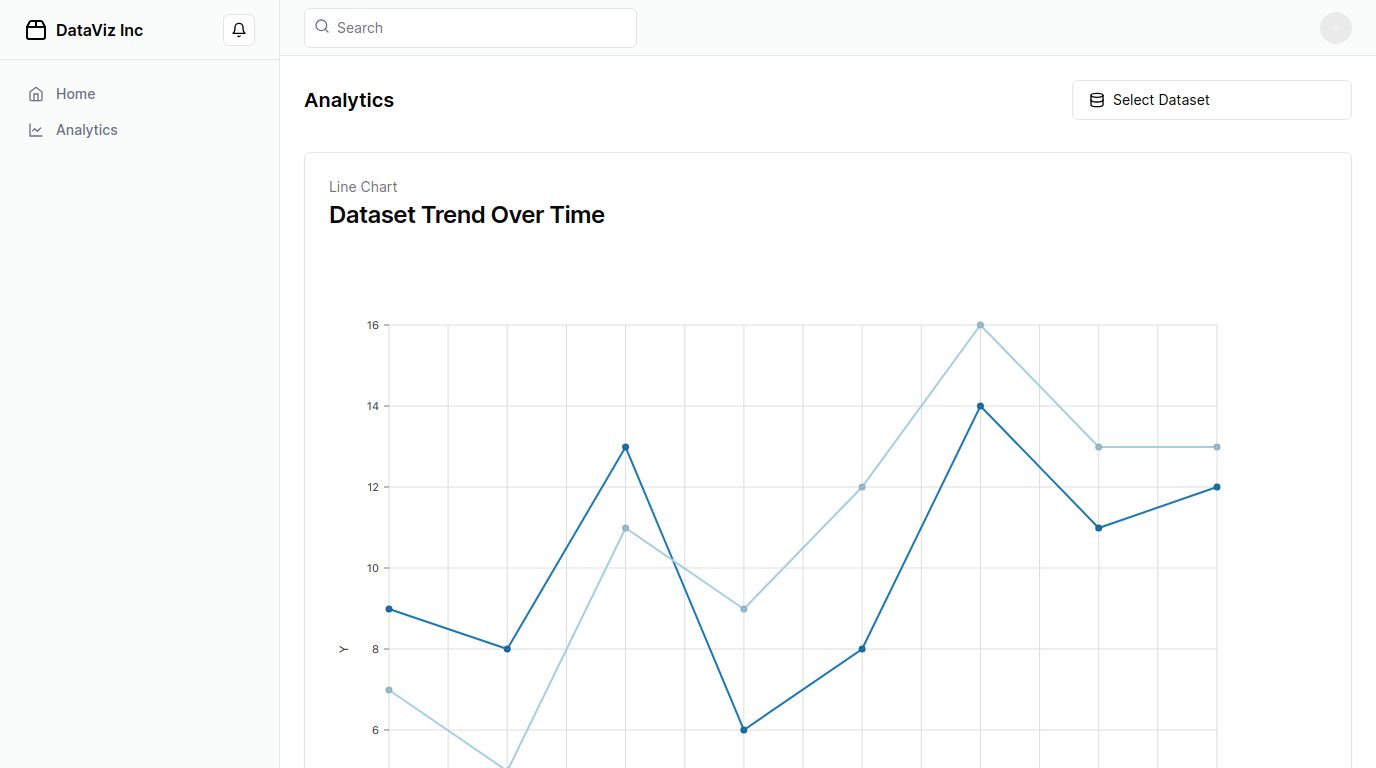 DataViz Inc
Search
Home
Analytics
Analytics
Select Dataset
Line Chart
Dataset Trend Over Time
16
14
12
10
8
Y
6